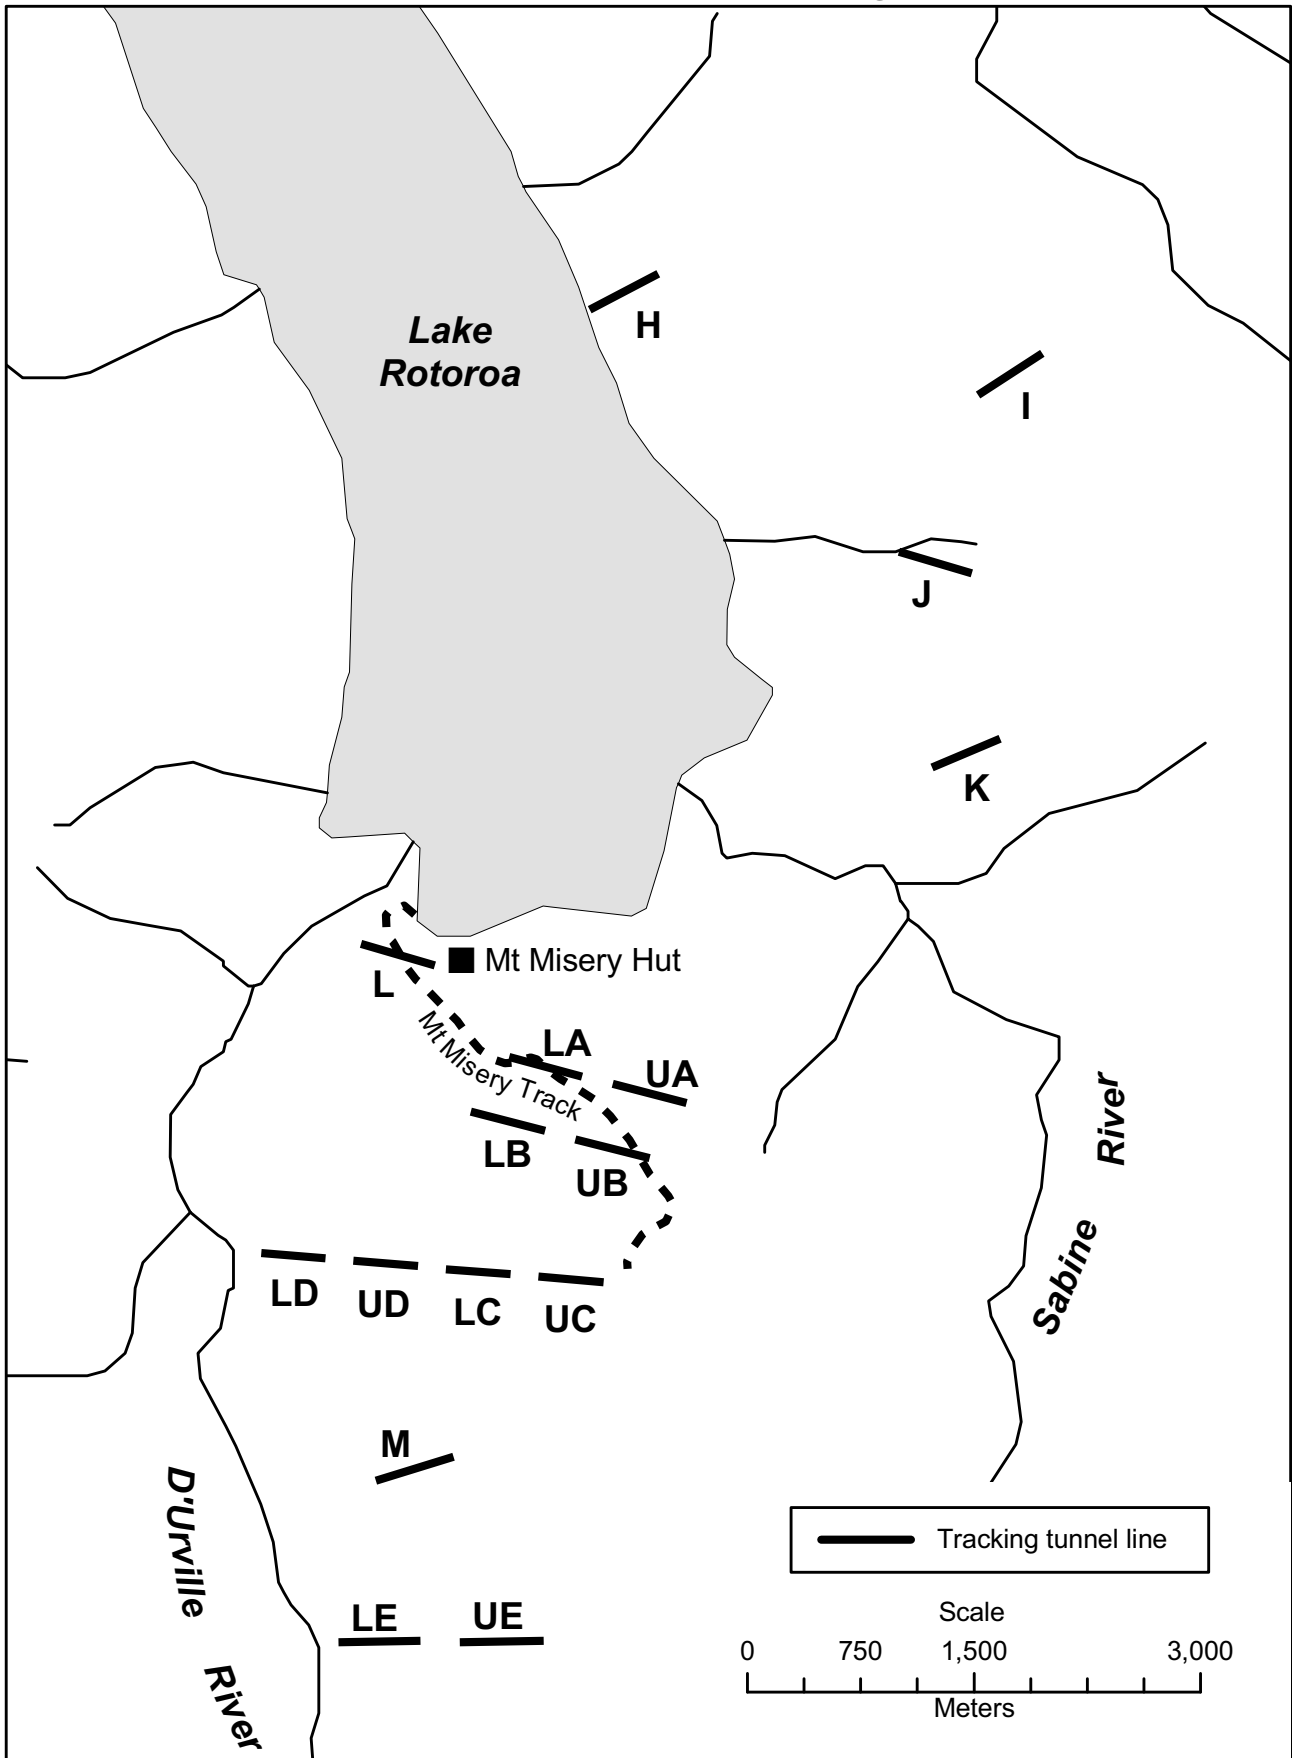 Lake
Rotoroa
H
I
J
K
Mt Misery Hut
L
Mt Misery Track
LA
UA
LB
UB
LD
UD
LC
UC
Sabine River
M
D'Urville River
LE
UE
Tracking tunnel line
Scale
0 750 1,500 3,000
Meters